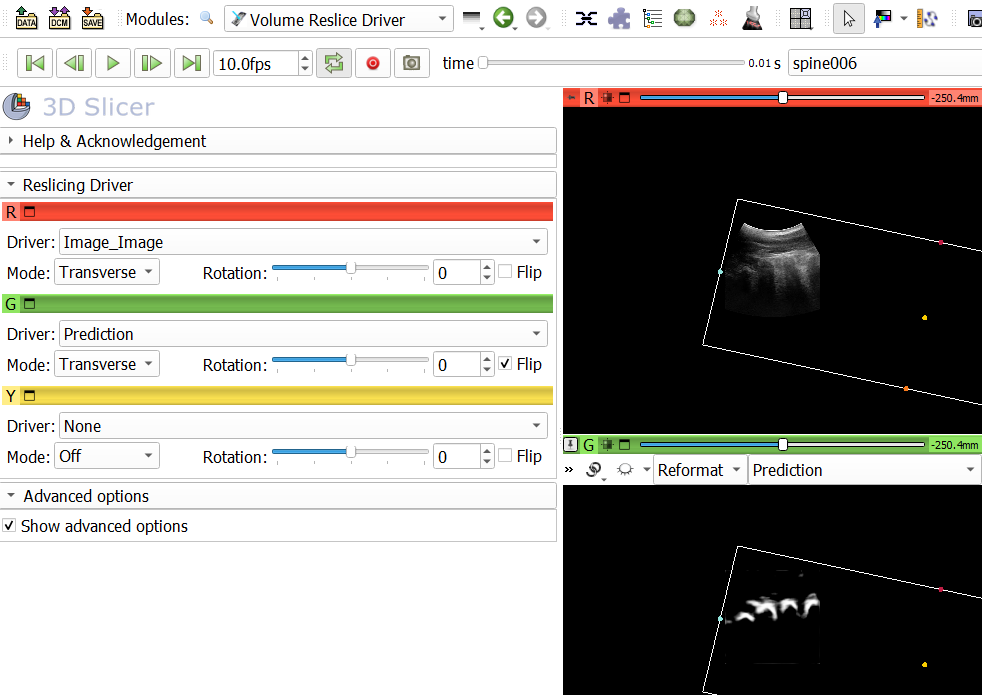 DATA DCM SAVE Modules: Volume Reslice Driver
10.0fps time 0.01 s spine006
3D Slicer
Help & Acknowledgement
Reslicing Driver
R
Driver: Image_Image
Mode: Transverse Rotation: 0 Flip
G
Driver: Prediction
Mode: Transverse Rotation: 0 Flip
Y
Driver: None
Mode: Off Rotation: 0 Flip
Advanced options
Show advanced options
R -250.4mm
G -250.4mm
» Reformat Prediction